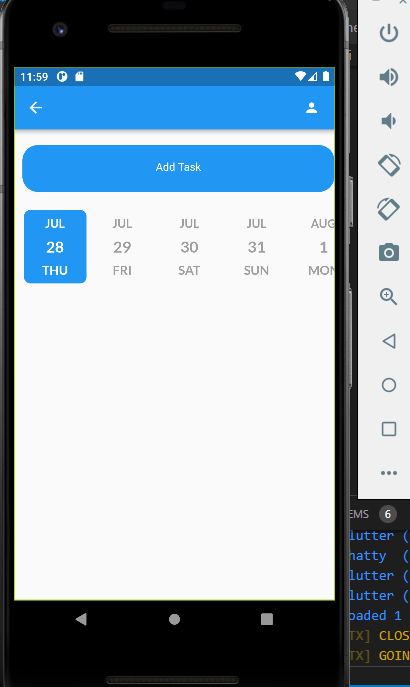 11:59
Add Task
JUL JUL JUL JUL AUG
28 29 30 31 1
THU FRI SAT SUN MON
EMS 6
lutter (
hatty (
lutter (
lutter (
oaded 1
TX] CLOS
TX] GOIN